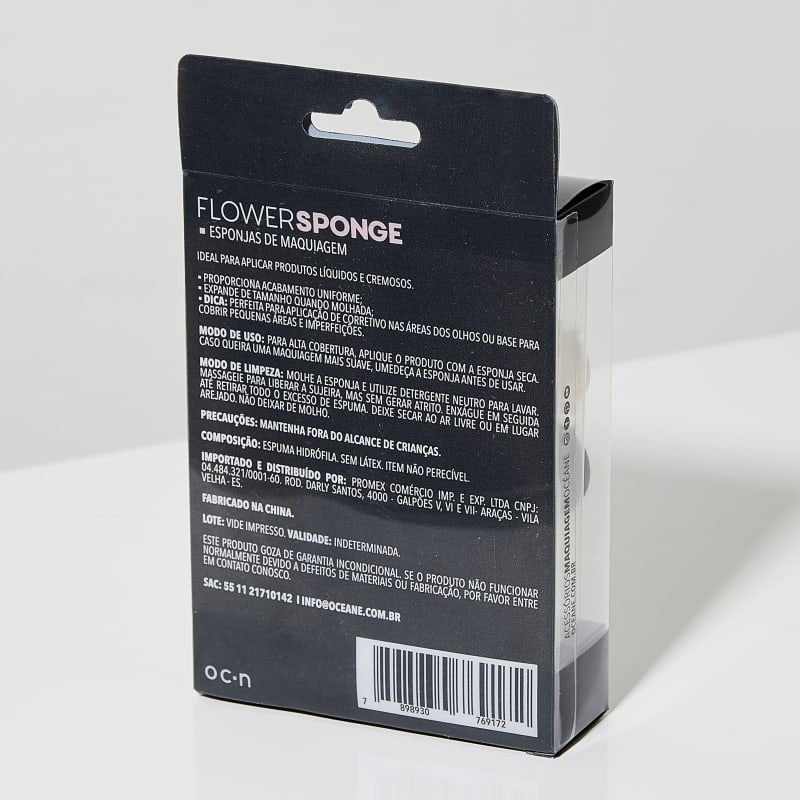 FLOWERSPONGE
▪ ESPONJAS DE MAQUIAGEM
IDEAL PARA APLICAR PRODUTOS LÍQUIDOS E CREMOSOS.
• PROPORCIONA ACABAMENTO UNIFORME;
• EXPANDE DE TAMANHO QUANDO MOLHADA;
• DICA: PERFEITA PARA APLICAÇÃO DE CORRETIVO NAS ÁREAS DOS OLHOS OU BASE PARA
COBRIR PEQUENAS ÁREAS E IMPERFEIÇÕES.
MODO DE USO: PARA ALTA COBERTURA, APLIQUE O PRODUTO COM A ESPONJA SECA.
CASO QUEIRA UMA MAQUIAGEM MAIS SUAVE, UMEDEÇA A ESPONJA ANTES DE USAR.
MODO DE LIMPEZA: MOLHE A ESPONJA E UTILIZE DETERGENTE NEUTRO PARA LAVAR.
MASSAGEIE PARA LIBERAR A SUJEIRA, MAS SEM GERAR ATRITO. ENXÁGUE EM SEGUIDA
ATÉ RETIRAR TODO O EXCESSO DE ESPUMA. DEIXE SECAR AO AR LIVRE OU EM LUGAR
AREJADO. NÃO DEIXAR DE MOLHO.
PRECAUÇÕES: MANTENHA FORA DO ALCANCE DE CRIANÇAS.
COMPOSIÇÃO: ESPUMA HIDRÓFILA. SEM LÁTEX. ITEM NÃO PERECÍVEL.
IMPORTADO E DISTRIBUÍDO POR: PROMEX COMÉRCIO IMP. E EXP. LTDA CNPJ:
04.484.321/0001-60. ROD. DARLY SANTOS, 4000 - GALPÕES V, VI E VII- ARAÇAS - VILA
VELHA - ES.
FABRICADO NA CHINA.
LOTE: VIDE IMPRESSO. VALIDADE: INDETERMINADA.
ESTE PRODUTO GOZA DE GARANTIA INCONDICIONAL. SE O PRODUTO NÃO FUNCIONAR
NORMALMENTE DEVIDO A DEFEITOS DE MATERIAIS OU FABRICAÇÃO, POR FAVOR ENTRE
EM CONTATO CONOSCO.
SAC: 55 11 21710142 | INFO@OCEANE.COM.BR
oc-n
7 898930 769172
ACESSÓRIOSMAQUIAGEMOCÉANE
OCEANE.COM.BR